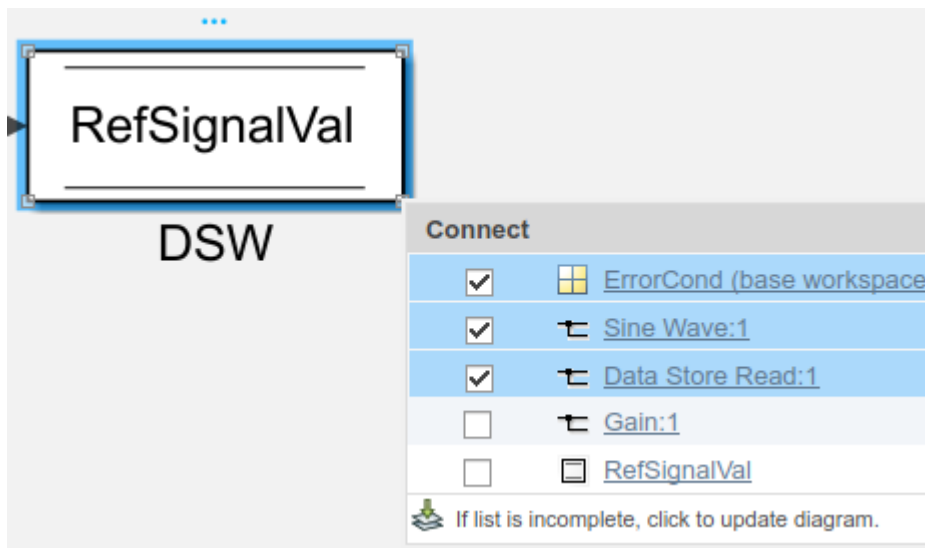 RefSignalVal
DSW
Connect
ErrorCond (base workspace
Sine Wave:1
Data Store Read:1
Gain:1
RefSignalVal
If list is incomplete, click to update diagram.